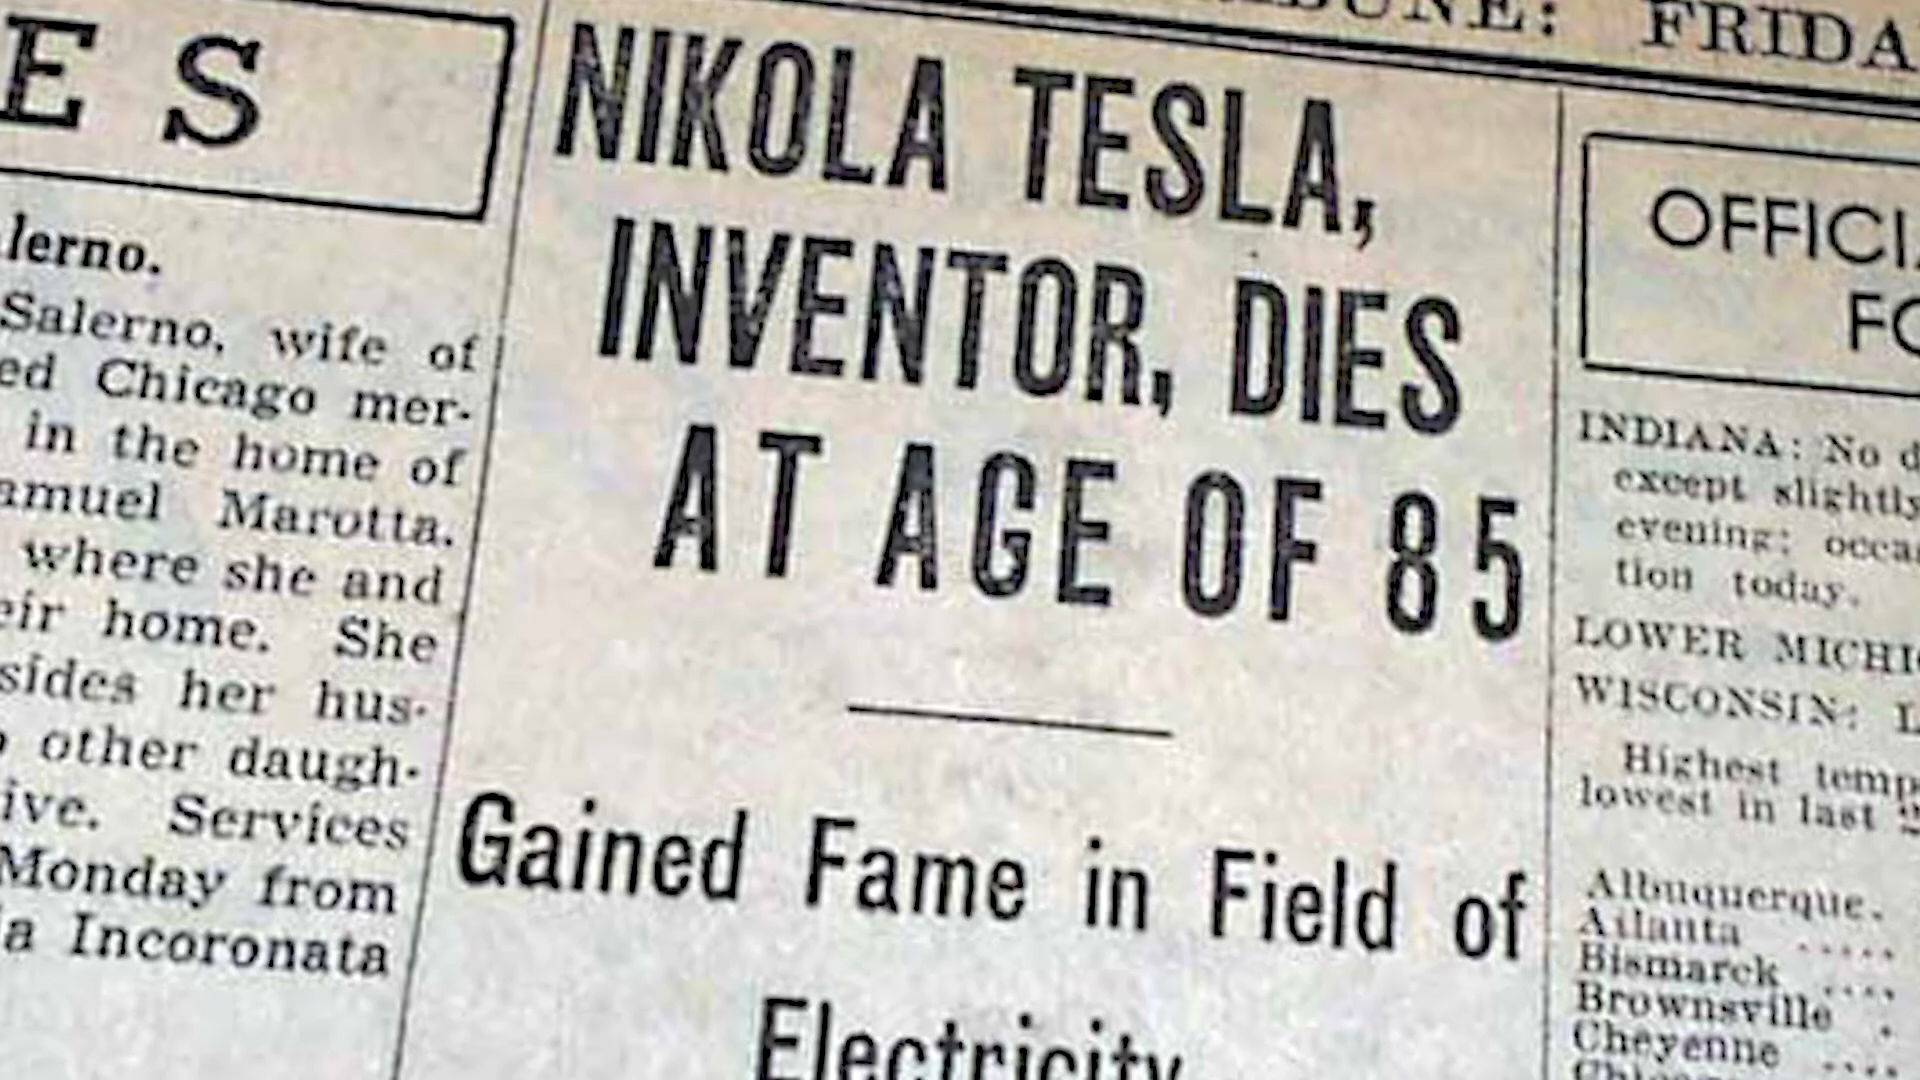 FRIDA
ES
lerno.
Salerno, wife of
ed Chicago mer-
in the home of
amuel Marotta.
where she and
eir home. She
sides her hus-
other daugh-
ive. Services
Monday from
a Incoronata
NIKOLA TESLA,
INVENTOR, DIES
AT AGE OF 85
Gained Fame in Field of
Electricity
OFFICI
FO
INDIANA: No d
except slightly
evening; occa
tion today.
LOWER MICHI
WISCONSIN: L
Highest temp
lowest in last 2
Albuquerque.
Atlanta .....
Bismarck ....
Brownsville .
Cheyenne ....